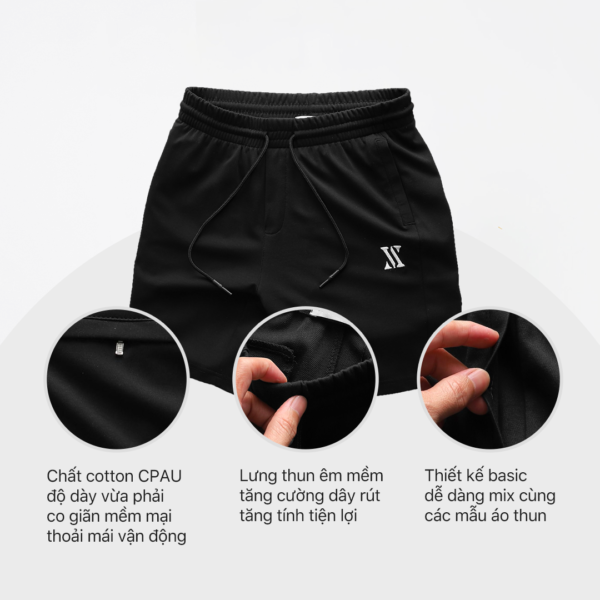 Chất cotton CPAU
độ dày vừa phải
co giãn mềm mại
thoải mái vận động
Lưng thun êm mềm
tăng cường dây rút
tăng tính tiện lợi
Thiết kế basic
dễ dàng mix cùng
các mẫu áo thun